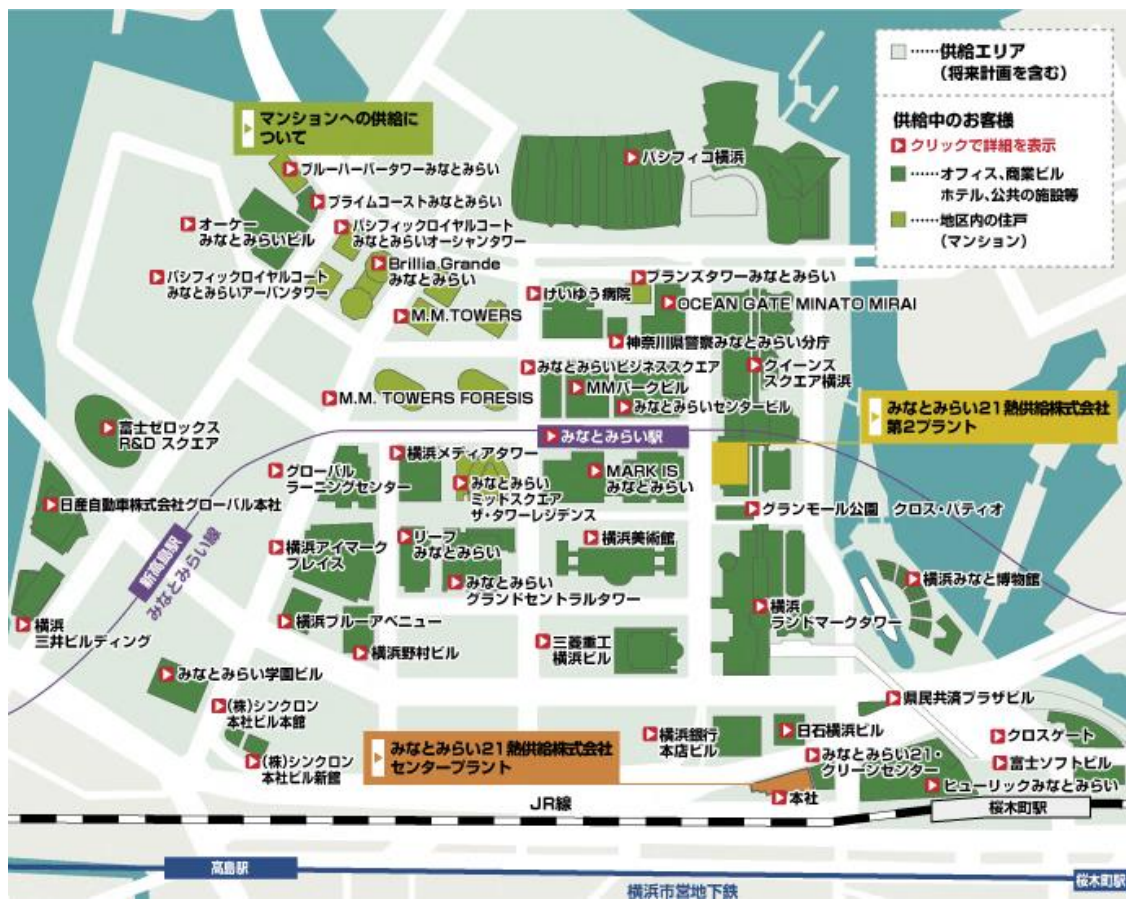 ……供給エリア
(将来計画を含む)
供給中のお客様
クリックで詳細を表示
……オフィス、商業ビル
ホテル、公共の施設等
……地区内の住戸
(マンション)
マンションへの供給に
ついて
ブルーハーバータワーみなとみらい
プライムコーストみなとみらい
オーケー
みなとみらいビル
パシフィックロイヤルコート
みなとみらいオーシャンタワー
パシフィックロイヤルコート
みなとみらいアーバンタワー
Brillia Grande
みなとみらい
M.M.TOWERS
M.M. TOWERS FORESIS
パシフィコ横浜
ブランズタワーみなとみらい
けいゆう病院
OCEAN GATE MINATO MIRAI
神奈川県警察みなとみらい分庁
みなとみらいビジネススクエア
クイーンズ
スクエア横浜
MMパークビル
みなとみらいセンタービル
みなとみらい21熱供給株式会社
第2プラント
みなとみらい駅
富士ゼロックス
R&D スクエア
日産自動車株式会社グローバル本社
新高島駅
みなとみらい線
横浜
三井ビルディング
グローバル
ラーニングセンター
横浜メディアタワー
みなとみらい
ミッドスクエア
ザ・タワーレジデンス
MARK IS
みなとみらい
グランモール公園 クロス・パティオ
横浜アイマーク
プレイス
リーフ
みなとみらい
みなとみらい
グランドセントラルタワー
横浜美術館
横浜みなと博物館
横浜
ランドマークタワー
横浜ブルーアベニュー
横浜野村ビル
三菱重工
横浜ビル
みなとみらい学園ビル
(株)シンクロン
本社ビル本館
(株)シンクロン
本社ビル新館
みなとみらい21熱供給株式会社
センタープラント
横浜銀行
本店ビル
日石横浜ビル
県民共済プラザビル
みなとみらい21・
グリーンセンター
クロスゲート
富士ソフトビル
ヒューリックみなとみらい
本社
JR線
桜木町駅
高島駅
横浜市営地下鉄
桜木町駅